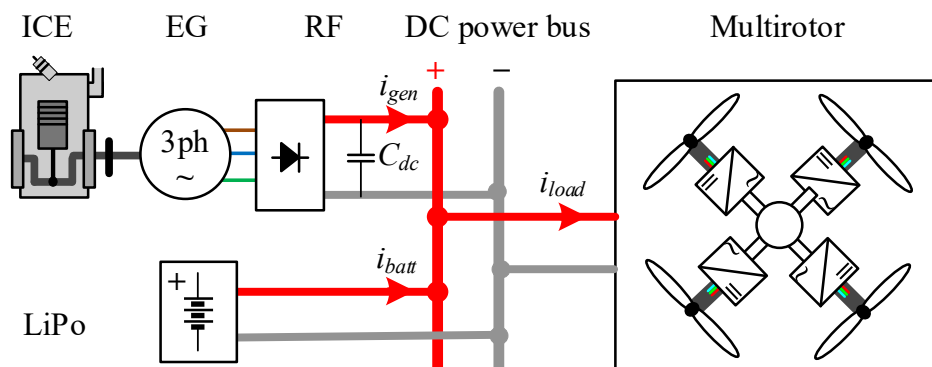 ICE EG RF DC power bus Multirotor
+ −
i_gen
3ph
~
C_dc
i_load
i_batt
+
LiPo